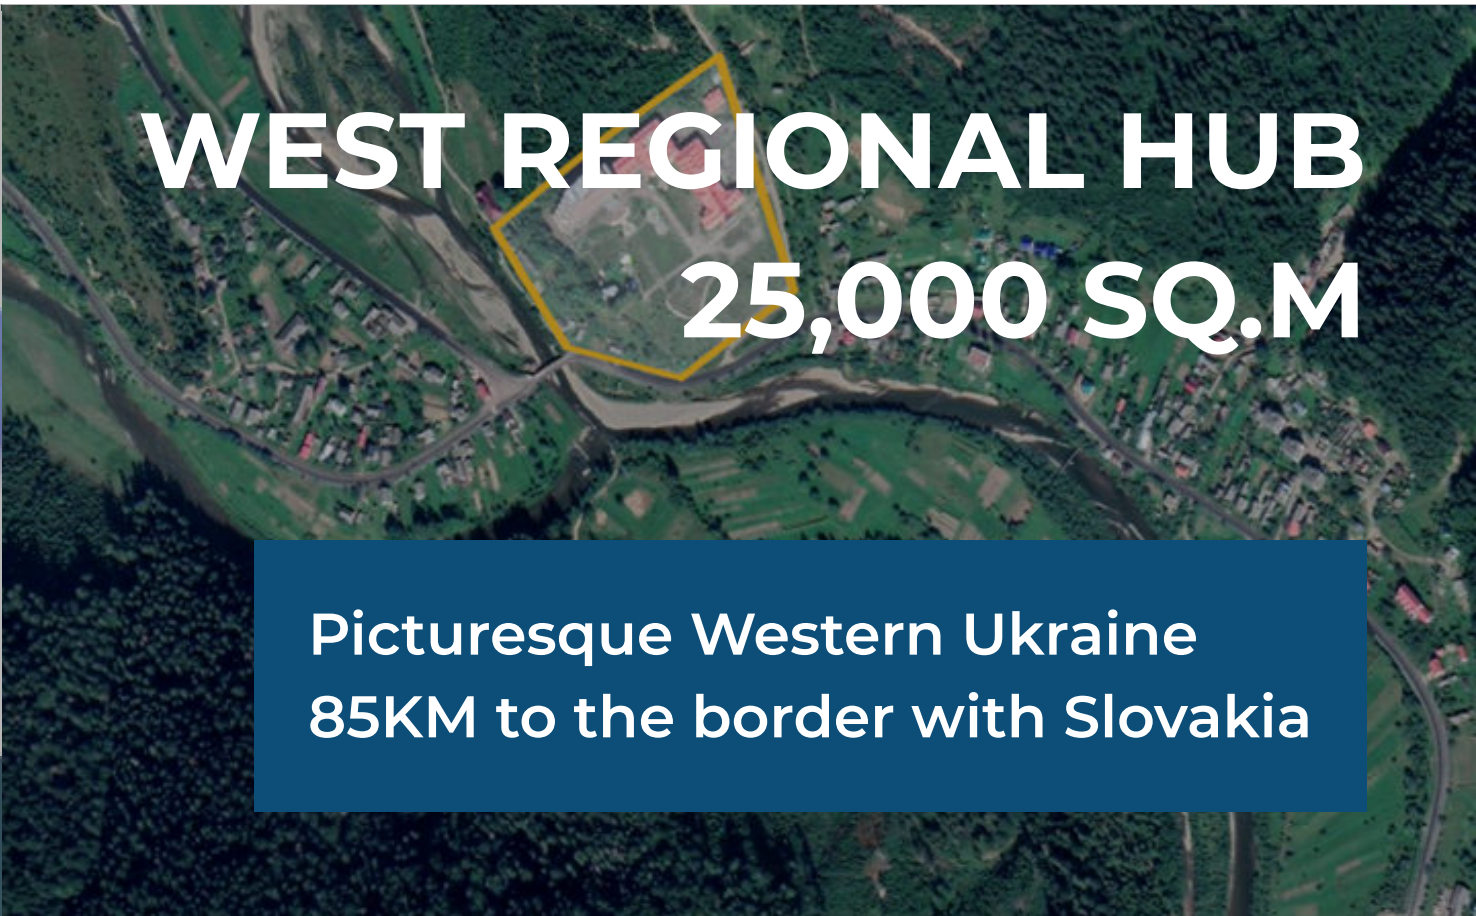 WEST REGIONAL HUB
25,000 SQ.M
Picturesque Western Ukraine
85KM to the border with Slovakia